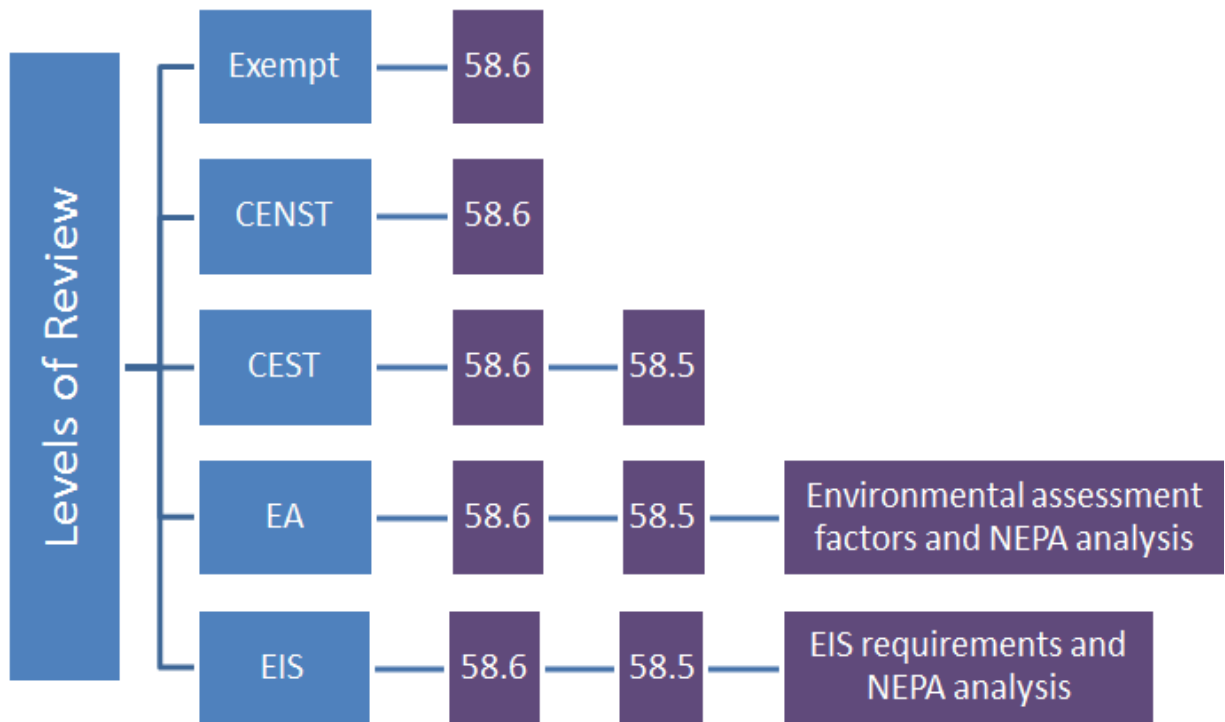 Levels of Review
Exempt
58.6
CENST
58.6
CEST
58.6
58.5
EA
58.6
58.5
Environmental assessment
factors and NEPA analysis
EIS
58.6
58.5
EIS requirements and
NEPA analysis